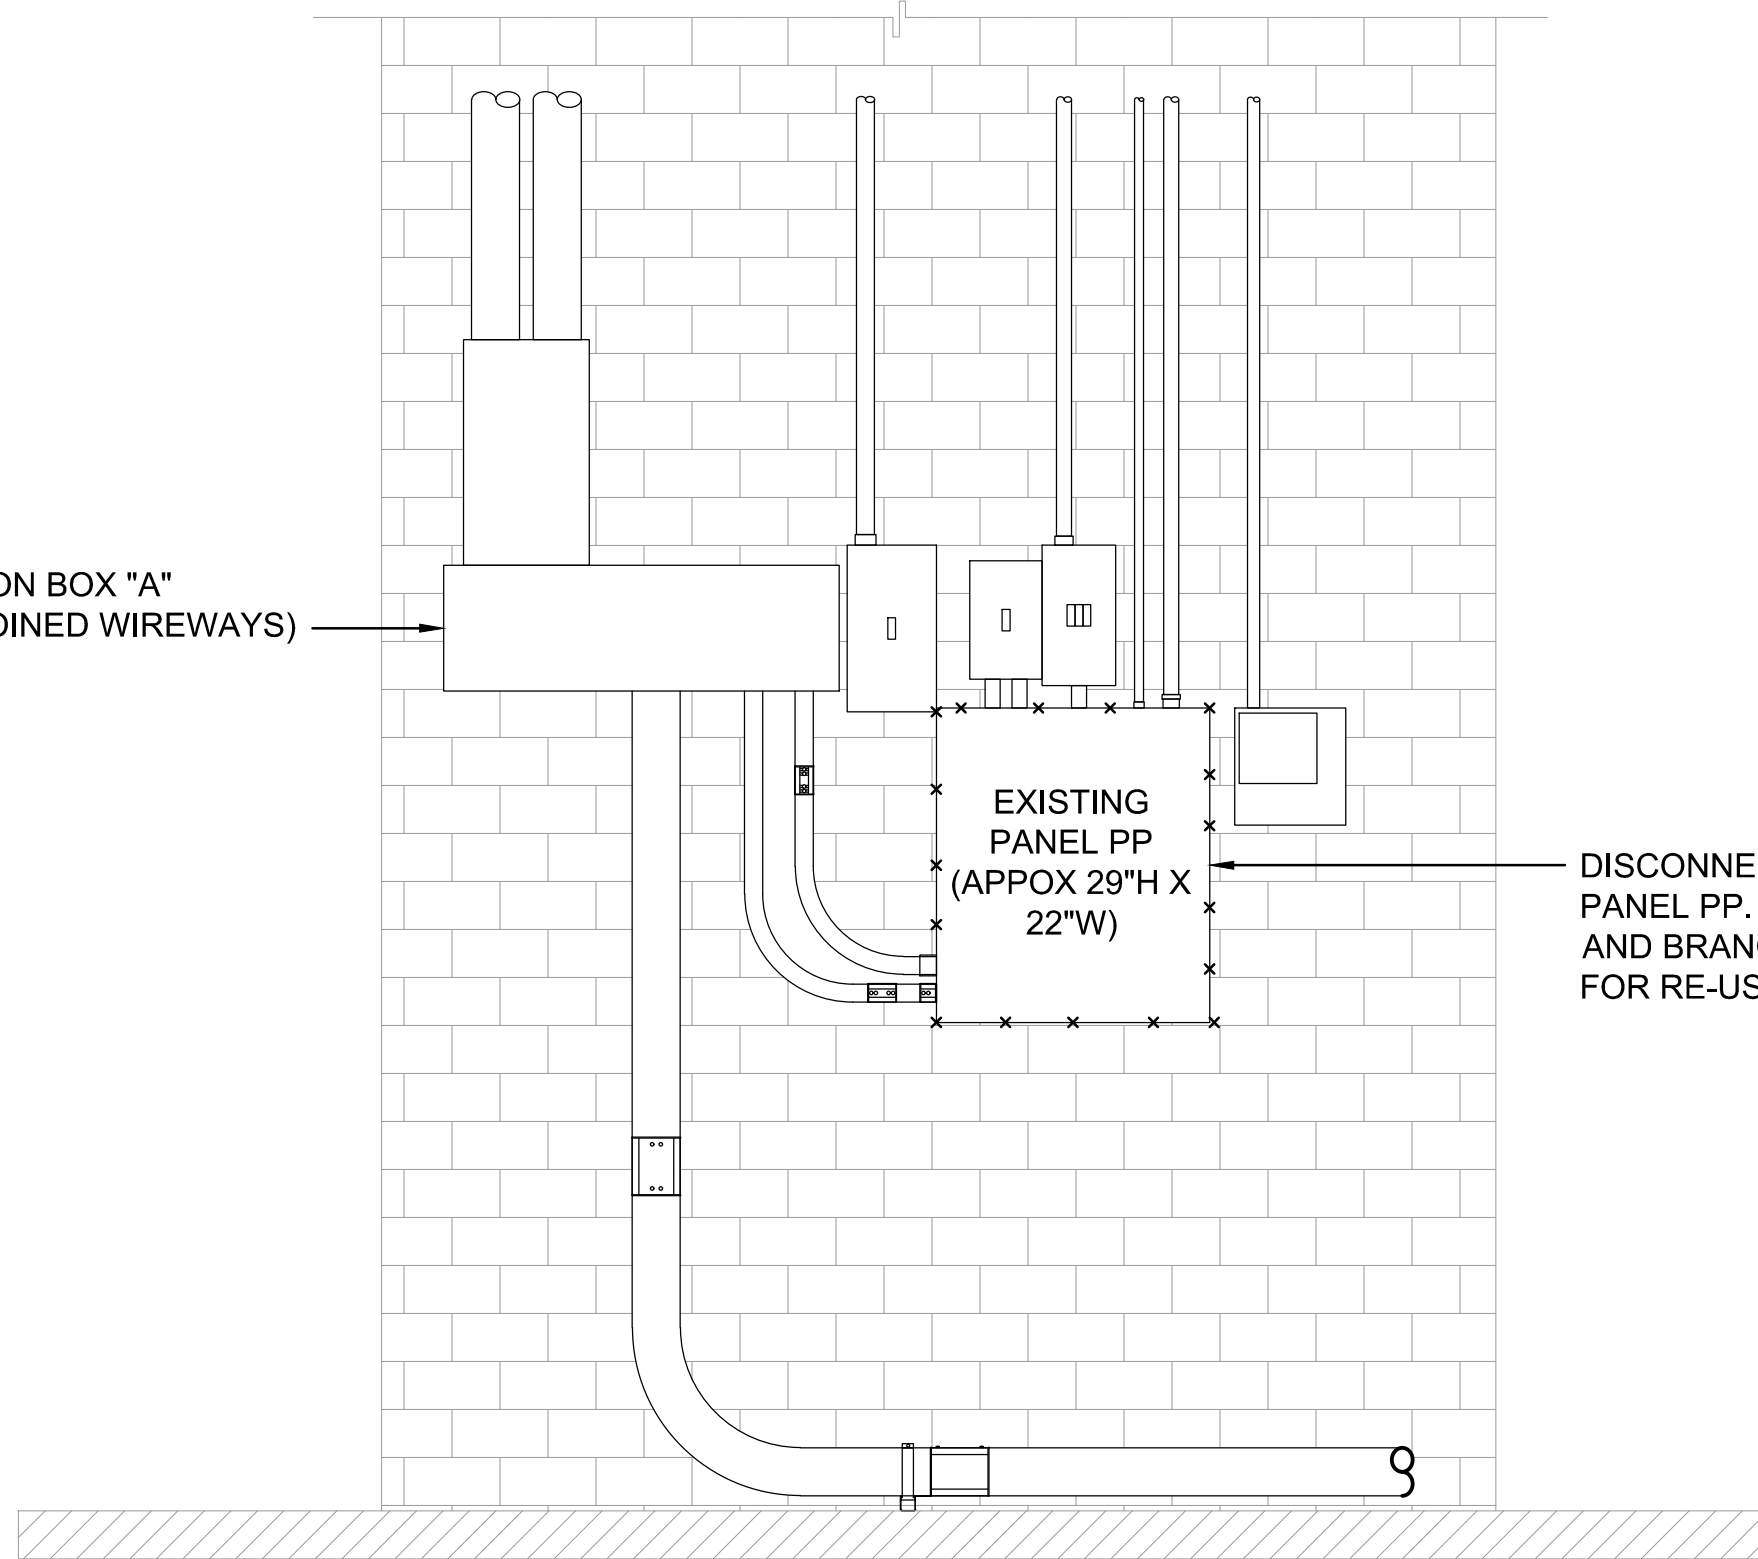 ON BOX "A"
OINED WIREWAYS)
EXISTING
PANEL PP
(APPOX 29"H X
22"W)
DISCONNE
PANEL PP.
AND BRAN
FOR RE-US